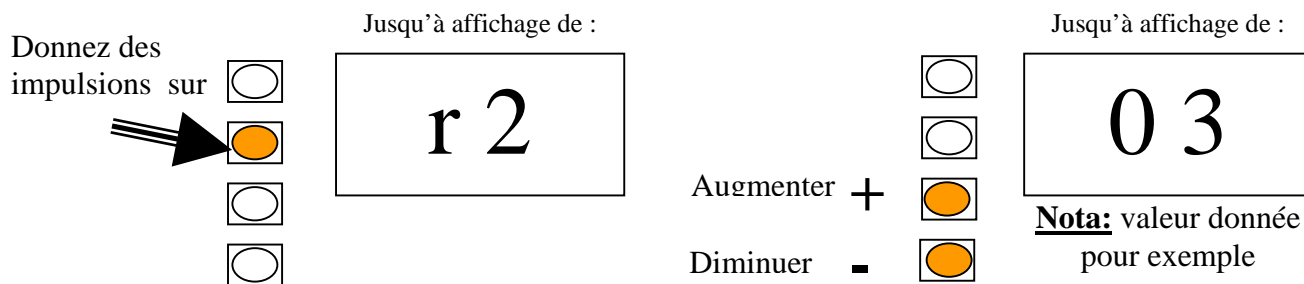 Donnez des
impulsions sur
Jusqu'à affichage de :
r 2
Augmenter +
Diminuer -
Jusqu'à affichage de :
0 3
Nota: valeur donnée
pour exemple